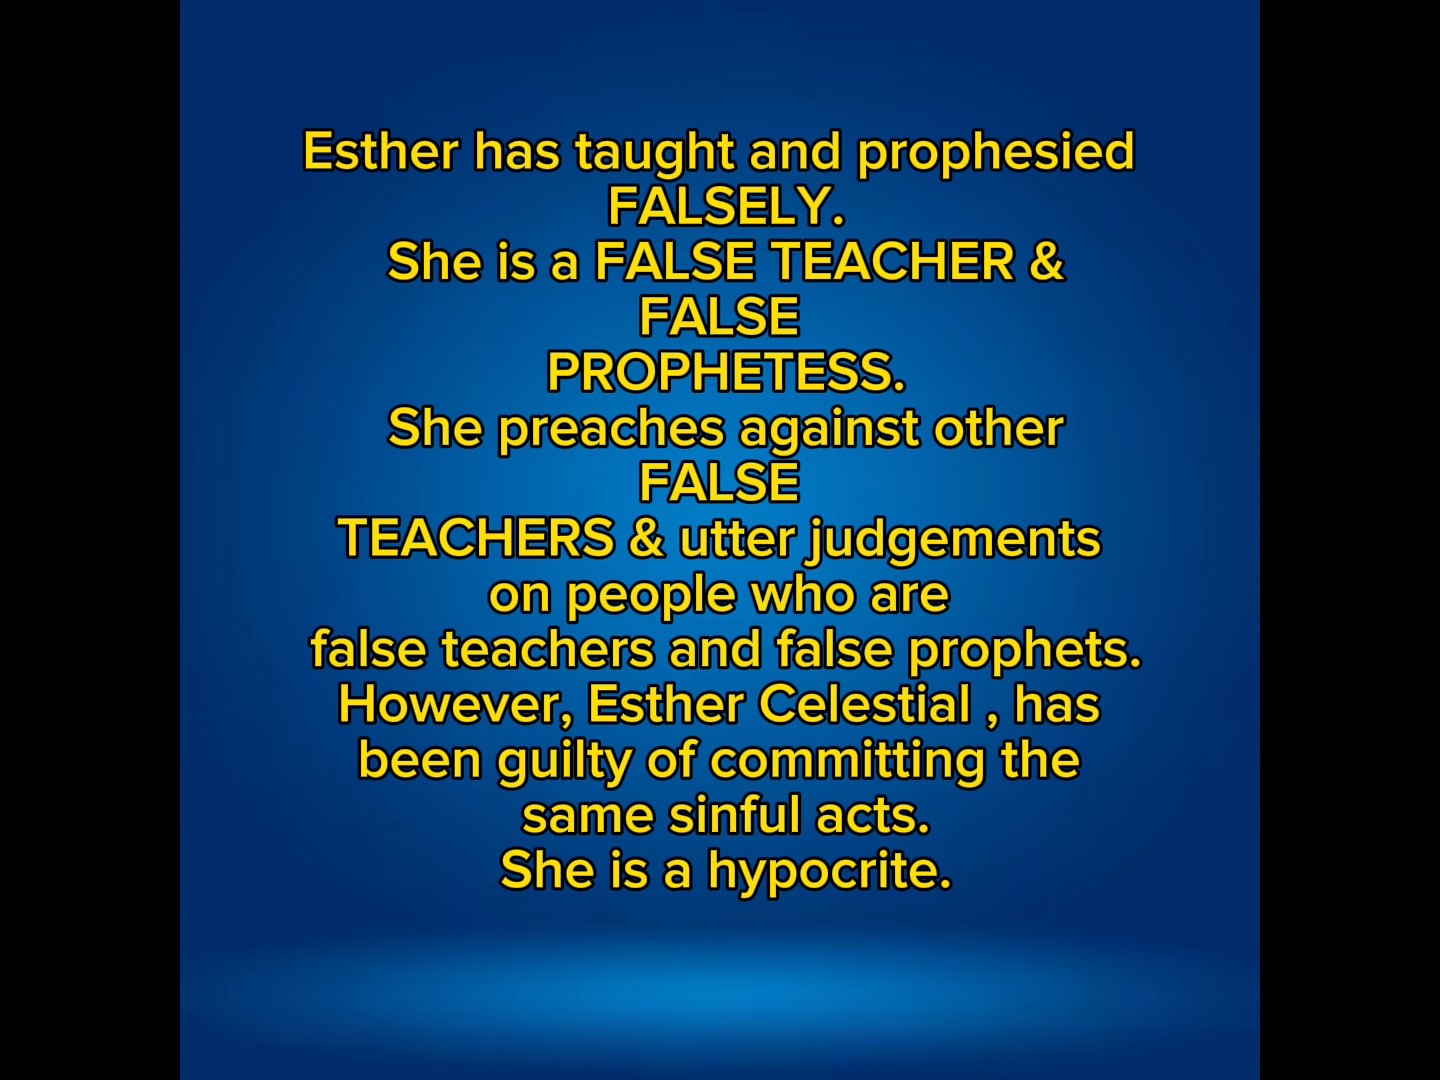 Esther has taught and prophesied
FALSELY.
She is a FALSE TEACHER &
FALSE
PROPHETESS.
She preaches against other
FALSE
TEACHERS & utter judgements
on people who are
false teachers and false prophets.
However, Esther Celestial , has
been guilty of committing the
same sinful acts.
She is a hypocrite.